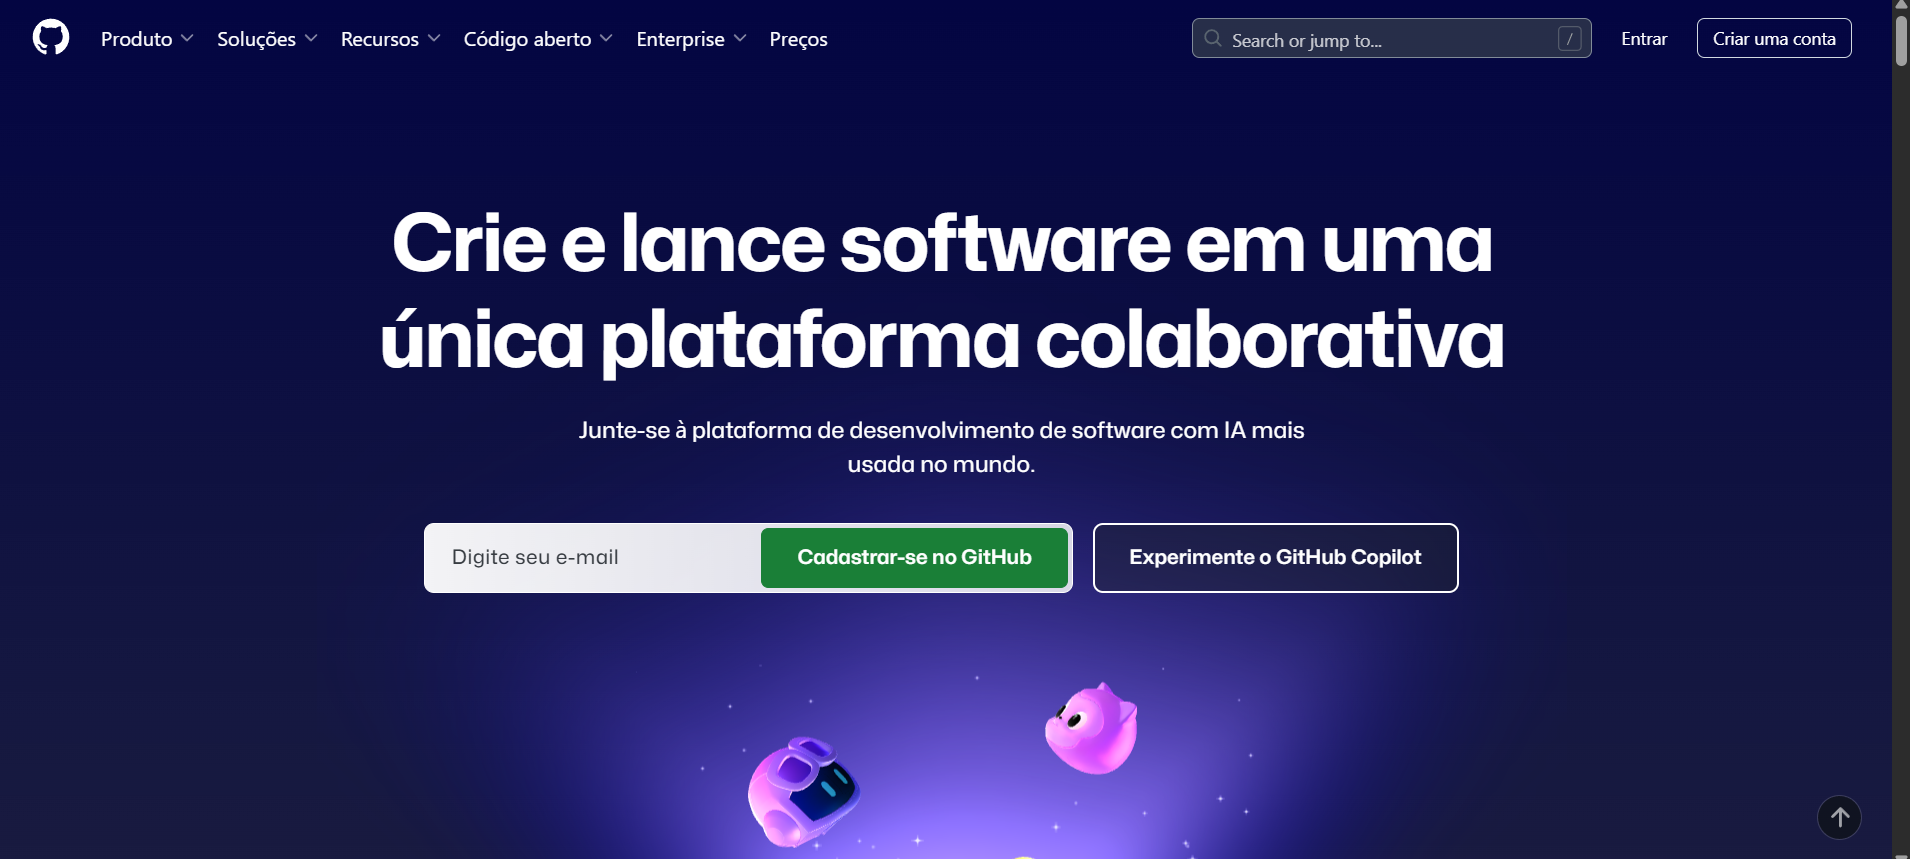 Produto Soluções Recursos Código aberto Enterprise Preços Search or jump to... / Entrar Criar uma conta
Crie e lance software em uma
única plataforma colaborativa
Junte-se à plataforma de desenvolvimento de software com IA mais
usada no mundo.
Digite seu e-mail Cadastrar-se no GitHub Experimente o GitHub Copilot